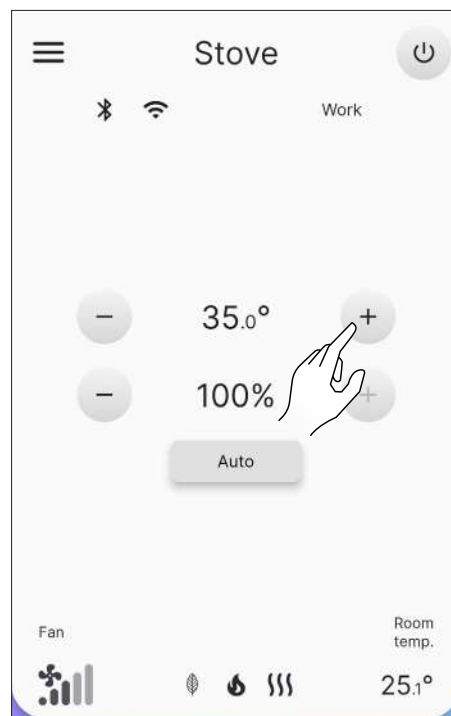 Stove
Work
− 35.0° +
− 100% +
Auto
Fan
Room
temp.
25.1°